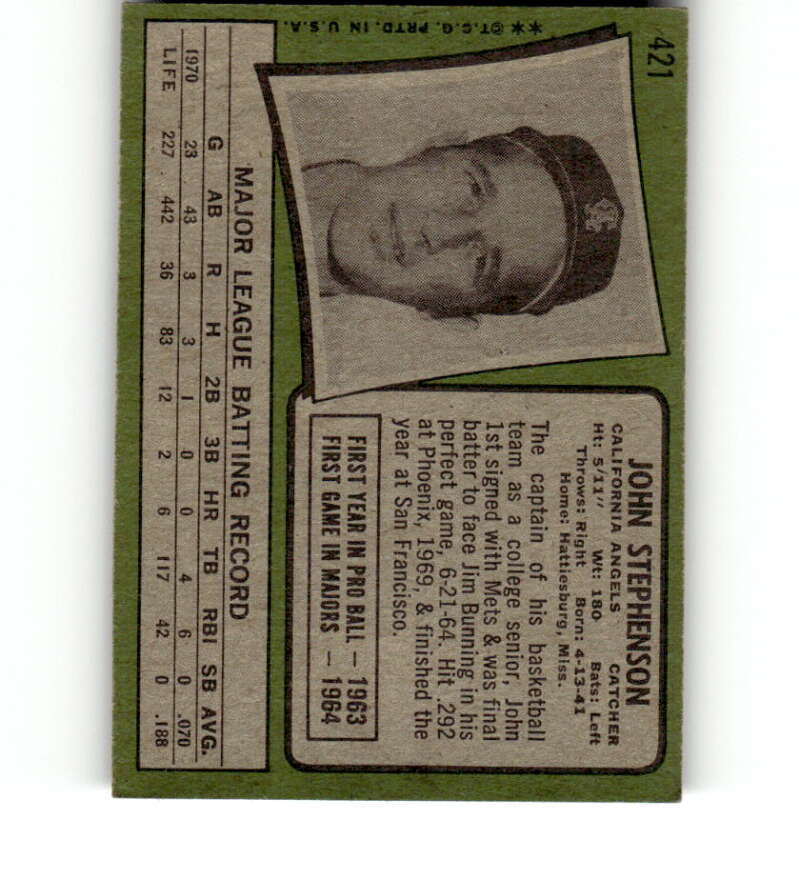 421
JOHN STEPHENSON
CALIFORNIA ANGELS CATCHER
Ht: 5/11" Wt: 180 Bats: Left
Throws: Right Born: 4-13-41
Home: Hattiesburg, Miss.
The captain of his basketball
team as a college senior, John
1st signed with Mets & was final
batter to face Jim Bunning in his
perfect game, 6-21-64. Hit .292
at Phoenix, 1969, & finished the
year at San Francisco.
FIRST YEAR IN PRO BALL — 1963
FIRST GAME IN MAJORS — 1964
MAJOR LEAGUE BATTING RECORD
G AB R H 2B 3B HR TB RBI SB AVG.
1970 23 43 3 3 1 0 0 4 6 0 .070
LIFE 227 442 36 83 12 2 6 117 42 0 .188
**©T.C.G. PRTD. IN U.S.A.